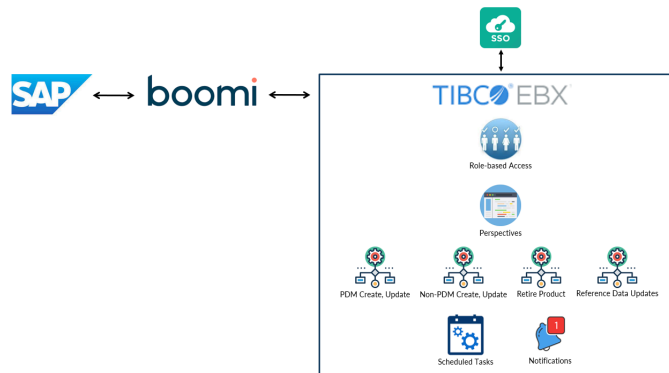 SSO
SAP
boomi
TIBCO® EBX®
Role-based Access
Perspectives
PDM Create, Update
Non-PDM Create, Update
Retire Product
Reference Data Updates
1
Scheduled Tasks
Notifications